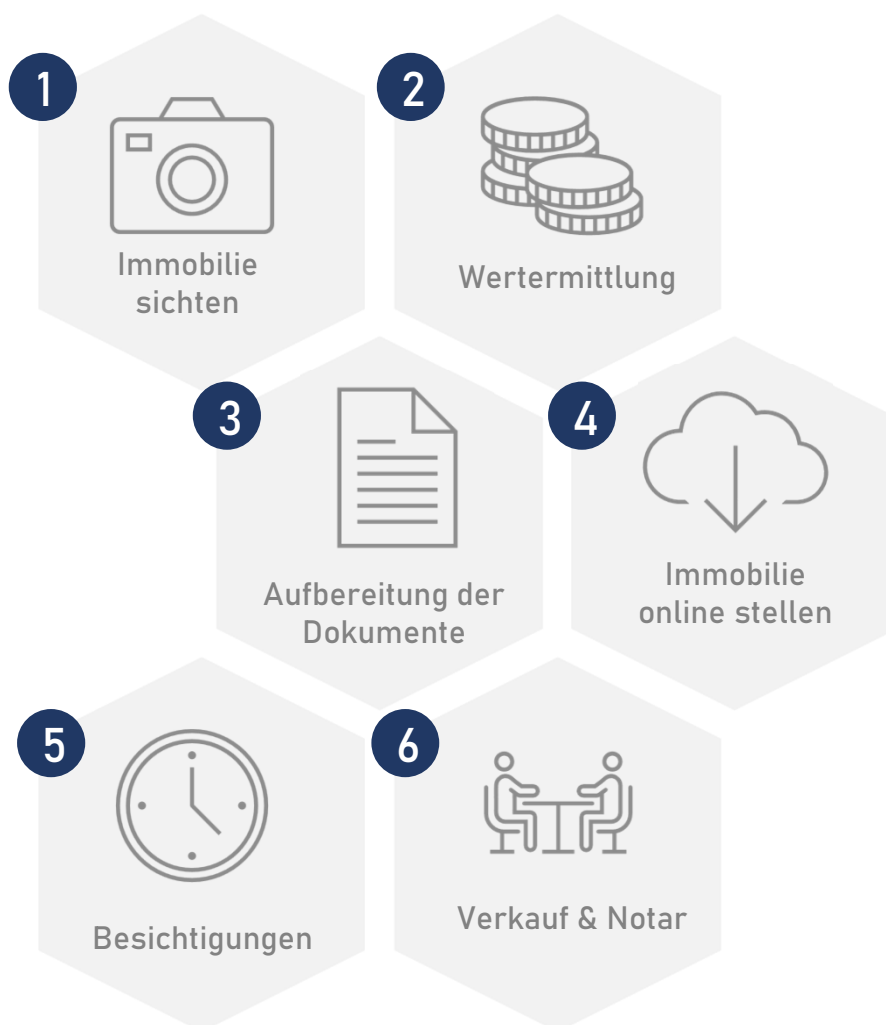 1
Immobilie
sichten
2
Wertermittlung
3
Aufbereitung der
Dokumente
4
Immobilie
online stellen
5
Besichtigungen
6
Verkauf & Notar